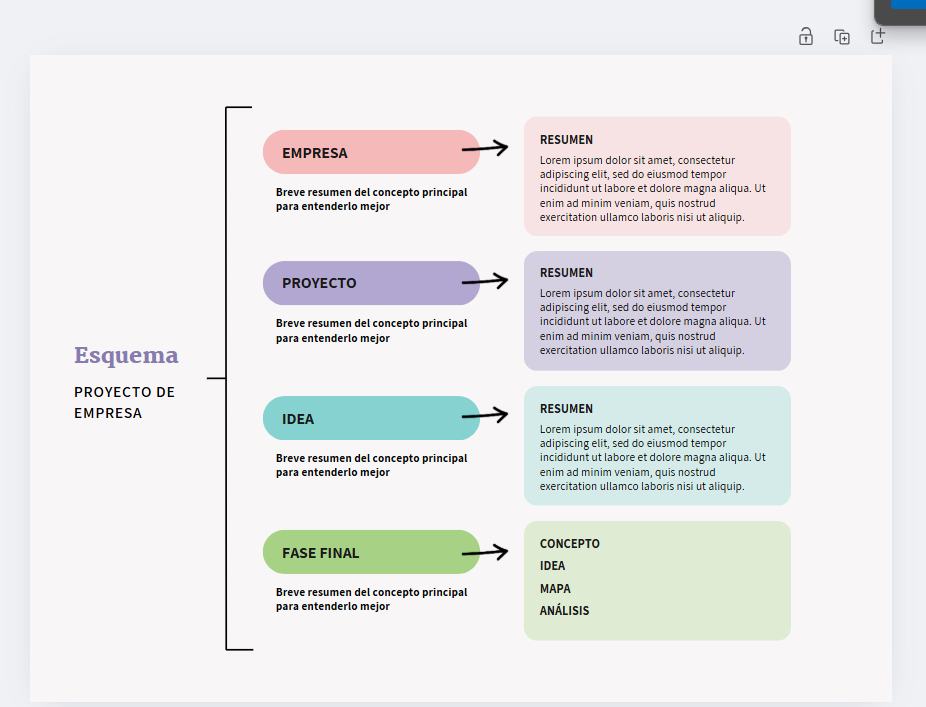 Esquema
PROYECTO DE
EMPRESA
EMPRESA
Breve resumen del concepto principal
para entenderlo mejor
RESUMEN
Lorem ipsum dolor sit amet, consectetur
adipiscing elit, sed do eiusmod tempor
incididunt ut labore et dolore magna aliqua. Ut
enim ad minim veniam, quis nostrud
exercitation ullamco laboris nisi ut aliquip.
PROYECTO
Breve resumen del concepto principal
para entenderlo mejor
RESUMEN
Lorem ipsum dolor sit amet, consectetur
adipiscing elit, sed do eiusmod tempor
incididunt ut labore et dolore magna aliqua. Ut
enim ad minim veniam, quis nostrud
exercitation ullamco laboris nisi ut aliquip.
IDEA
Breve resumen del concepto principal
para entenderlo mejor
RESUMEN
Lorem ipsum dolor sit amet, consectetur
adipiscing elit, sed do eiusmod tempor
incididunt ut labore et dolore magna aliqua. Ut
enim ad minim veniam, quis nostrud
exercitation ullamco laboris nisi ut aliquip.
FASE FINAL
Breve resumen del concepto principal
para entenderlo mejor
CONCEPTO
IDEA
MAPA
ANÁLISIS